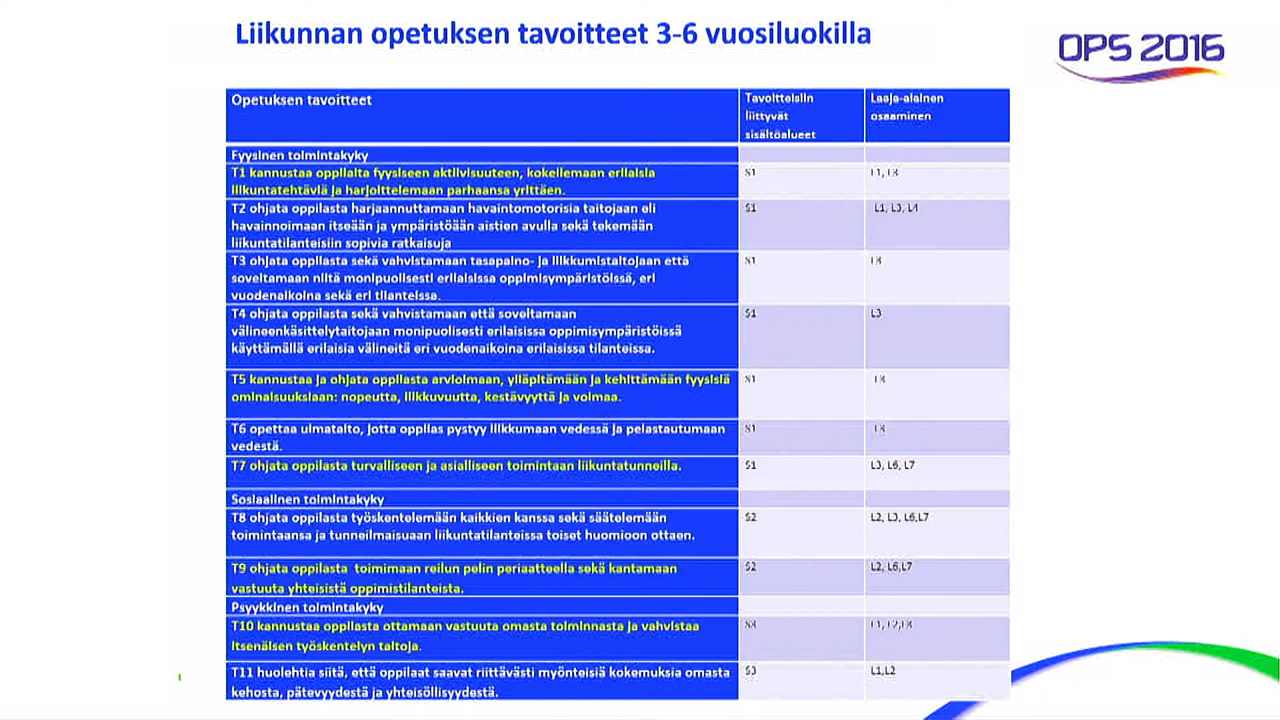 Liikunnan opetuksen tavoitteet 3-6 vuosiluokilla
OPS 2016
Opetuksen tavoitteet
Tavoitteisiin
liittyvät
sisältöalueet
Laaja-alainen
osaaminen
Fyysinen toimintakyky
T1 kannustaa oppilaita fyysiseen aktiivisuuteen, kokeilemaan erilaisia
liikuntatehtäviä ja harjoittelemaan parhaansa yrittäen.
S1
L1, L3
T2 ohjata oppilasta harjaannuttamaan havaintomotorisia taitojaan eli
havainnoimaan itseään ja ympäristöään aistien avulla sekä tekemään
liikuntatilanteisiin sopivia ratkaisuja
S1
L1, L3, L4
T3 ohjata oppilasta sekä vahvistamaan tasapaino- ja liikkumistaitojaan että
soveltamaan niitä monipuolisesti erilaisissa oppimisympäristöissä, eri
vuodenaikoina sekä eri tilanteissa.
S1
L3
T4 ohjata oppilasta sekä vahvistamaan että soveltamaan
välineenkäsittelytaitojaan monipuolisesti erilaisissa oppimisympäristöissä
käyttämällä erilaisia välineitä eri vuodenaikoina erilaisissa tilanteissa.
S1
L3
T5 kannustaa ja ohjata oppilasta arvioimaan, ylläpitämään ja kehittämään fyysisiä
ominaisuuksiaan: nopeutta, liikkuvuutta, kestävyyttä ja voimaa.
S1
L3
T6 opettaa uimataito, jotta oppilas pystyy liikkumaan vedessä ja pelastautumaan
vedestä.
S1
L3
T7 ohjata oppilasta turvalliseen ja asialliseen toimintaan liikuntatunneilla.
S1
L3, L6, L7
Sosiaalinen toimintakyky
T8 ohjata oppilasta työskentelemään kaikkien kanssa sekä säätelemään
toimintaansa ja tunneilmaisuaan liikuntatilanteissa toiset huomioon ottaen.
S2
L2, L3, L6,L7
T9 ohjata oppilasta toimimaan reilun pelin periaatteella sekä kantamaan
vastuuta yhteisistä oppimistilanteista.
S2
L2, L6,L7
Psyykkinen toimintakyky
T10 kannustaa oppilasta ottamaan vastuuta omasta toiminnasta ja vahvistaa
itsenäisen työskentelyn taitoja.
S3
L1, L2,L3
T11 huolehtia siitä, että oppilaat saavat riittävästi myönteisiä kokemuksia omasta
kehosta, pätevyydestä ja yhteisöllisyydestä.
S3
L1,L2